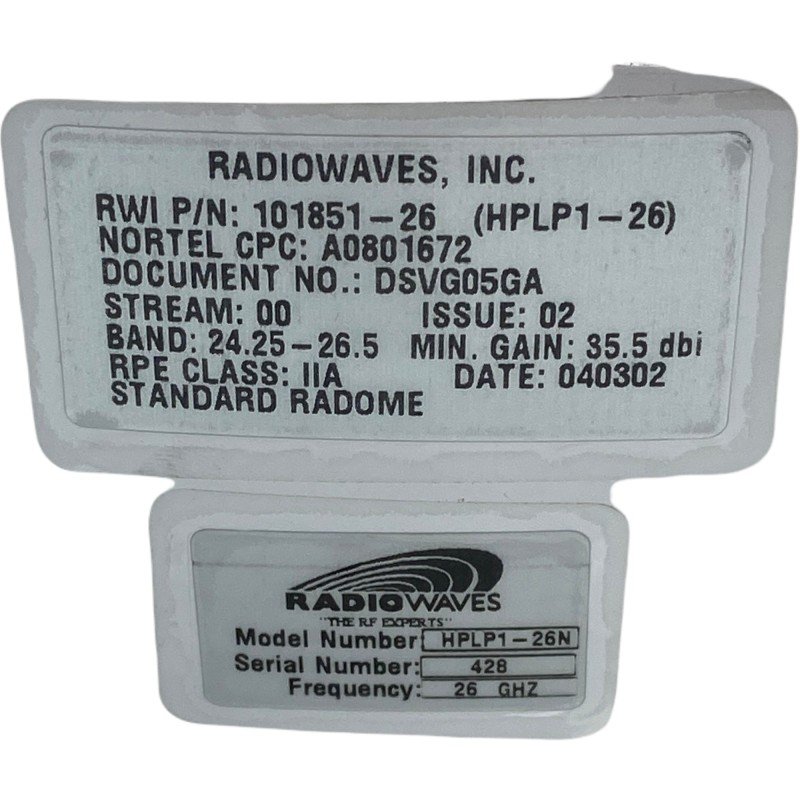 RADIOWAVES, INC.
RWI P/N: 101851-26 (HPLP1-26)
NORTEL CPC: A0801672
DOCUMENT NO.: DSVG05GA
STREAM: 00 ISSUE: 02
BAND: 24.25-26.5 MIN. GAIN: 35.5 dbi
RPE CLASS: IIA DATE: 040302
STANDARD RADOME
RADIOWAVES
"THE RF EXPERTS"
Model Number: HPLP1-26N
Serial Number: 428
Frequency: 26 GHZ